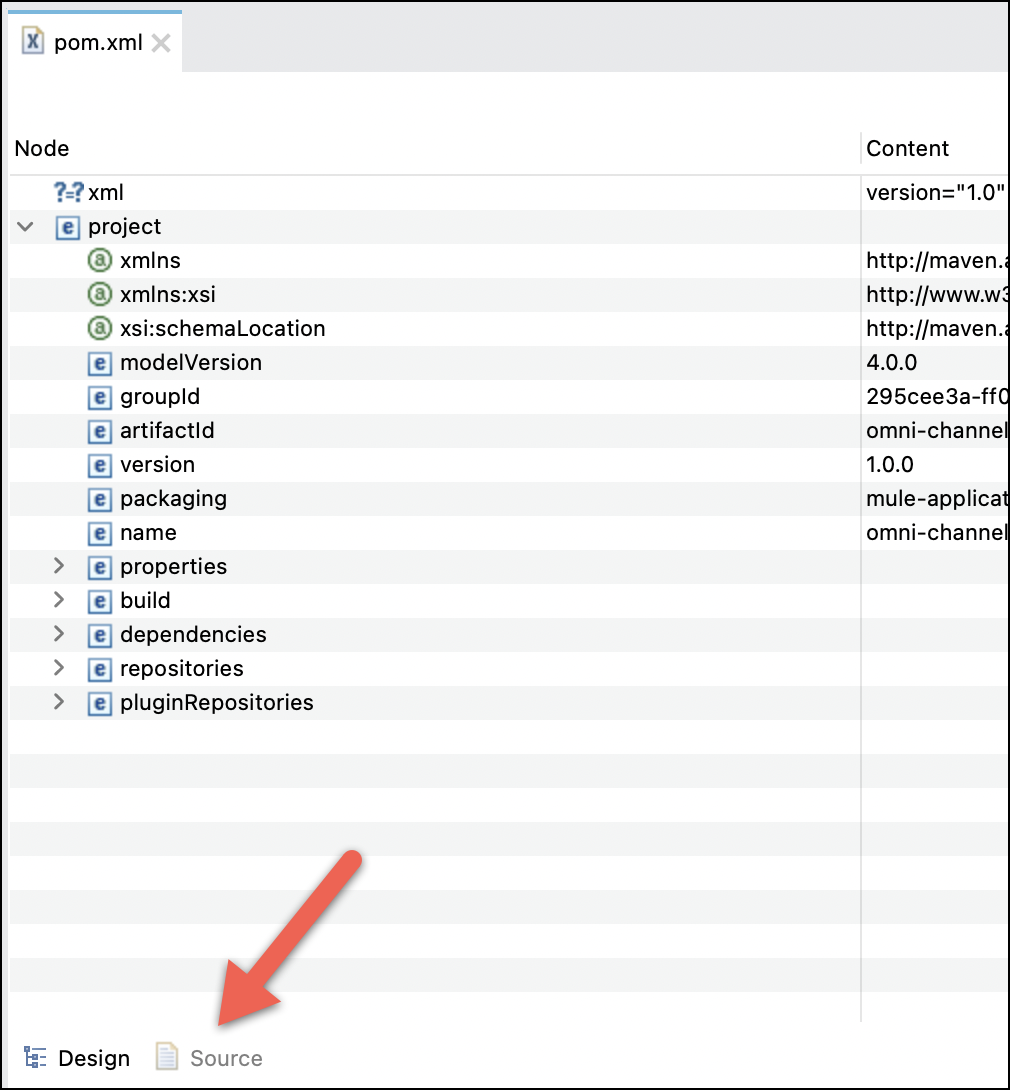 pom.xml
Node Content
?=? xml version="1.0"
e project
a xmlns http://maven.a
a xmlns:xsi http://www.w3
a xsi:schemaLocation http://maven.a
e modelVersion 4.0.0
e groupId 295cee3a-ff0
e artifactId omni-channel
e version 1.0.0
e packaging mule-applicat
e name omni-channel
e properties
e build
e dependencies
e repositories
e pluginRepositories
Design Source